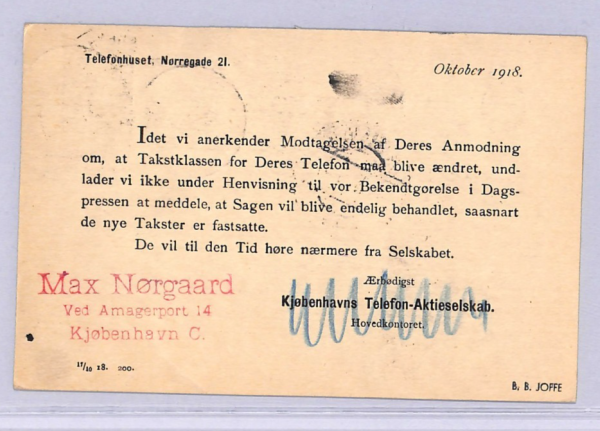 Telefonhuset, Nørregade 21.
Oktober 1918.
Idet vi anerkender Modtagelsen af Deres Anmodning
om, at Takstklassen for Deres Telefon maa blive ændret, und-
lader vi ikke under Henvisning til vor Bekendtgørelse i Dags-
pressen at meddele, at Sagen vil blive endelig behandlet, saasnart
de nye Takster er fastsatte.
De vil til den Tid høre nærmere fra Selskabet.
Ærbødigst
Kjøbenhavns Telefon-Aktieselskab.
Hovedkontoret.
Max Nørgaard
Ved Amagerport 14
Kjøbenhavn C.
17/10 18. 200.
B. B. JOFFE